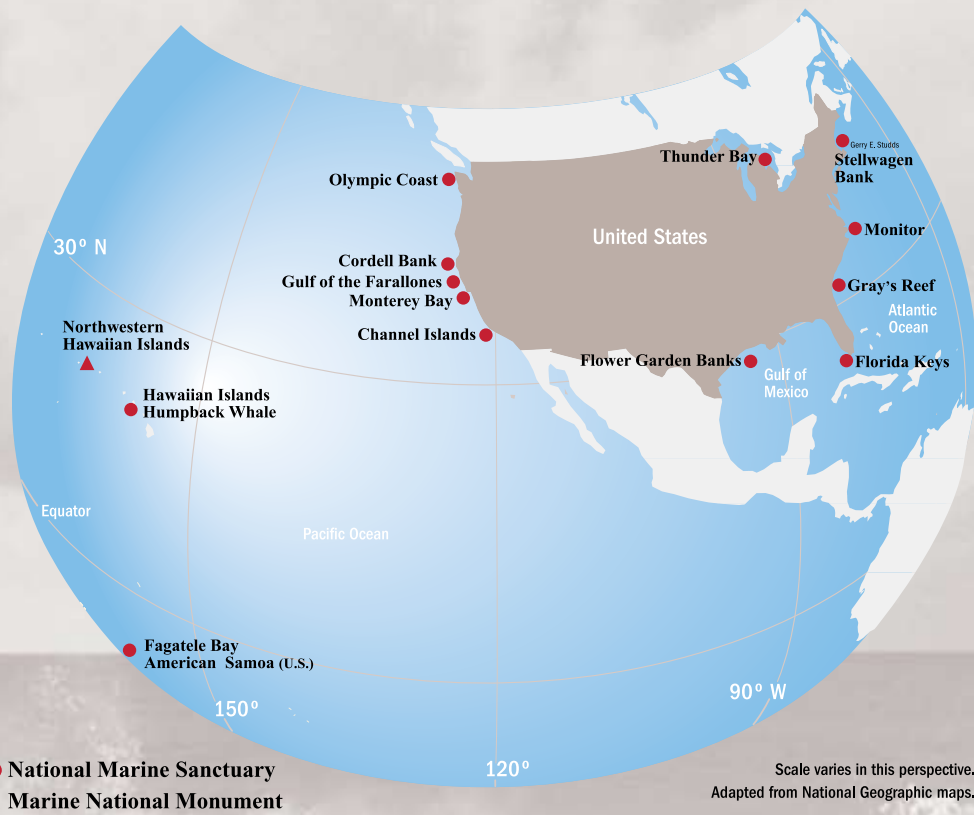 Gerry E. Studds
Thunder Bay
Stellwagen
Bank
Olympic Coast
Monitor
United States
30º N
Cordell Bank
Gulf of the Farallones
Monterey Bay
Gray's Reef
Atlantic
Ocean
Northwestern
Hawaiian Islands
Channel Islands
Flower Garden Banks
Florida Keys
Gulf of
Mexico
Hawaiian Islands
Humpback Whale
Equator
Pacific Ocean
Fagatele Bay
American Samoa (U.S.)
90º W
150º
120º
National Marine Sanctuary
Marine National Monument
Scale varies in this perspective.
Adapted from National Geographic maps.